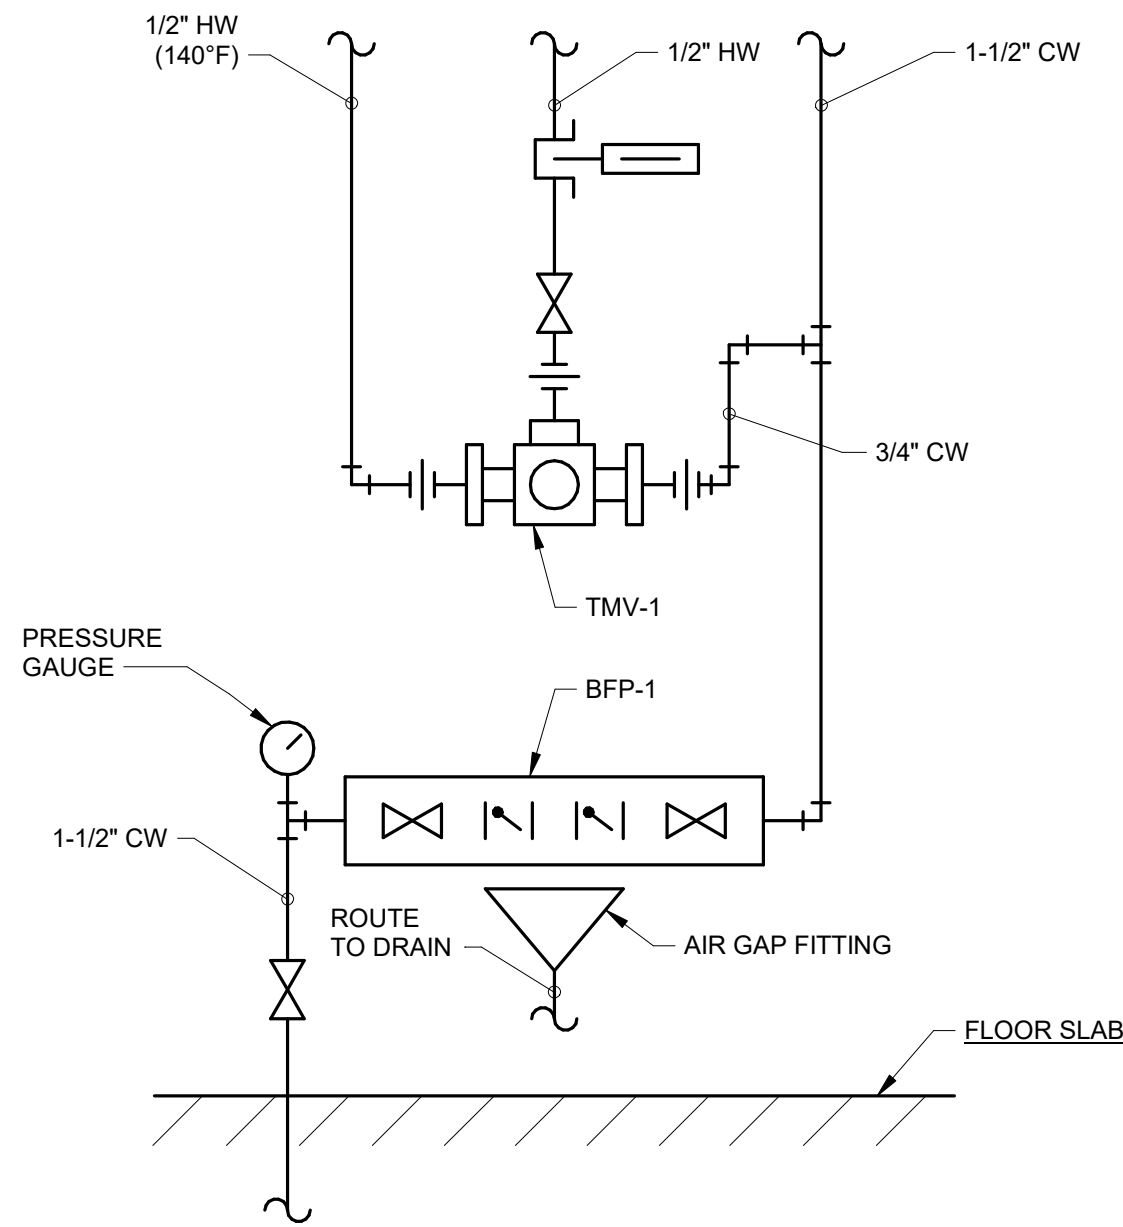 1/2" HW
(140°F)
1/2" HW
1-1/2" CW
3/4" CW
TMV-1
PRESSURE
GAUGE
BFP-1
1-1/2" CW
ROUTE
TO DRAIN
AIR GAP FITTING
FLOOR SLAB